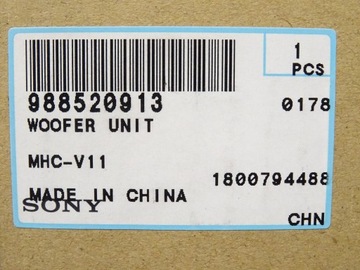 1
PCS
988520913 0178
WOOFER UNIT
MHC-V11
1800794488
MADE IN CHINA
SONY
CHN